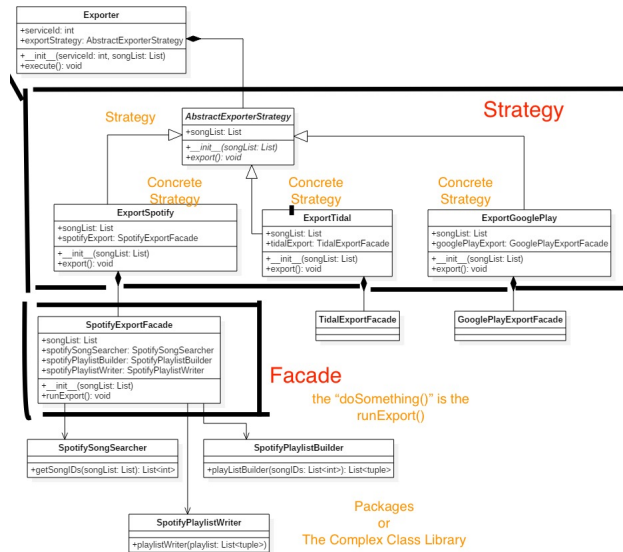 Exporter
+serviceId: int
+exportStrategy: AbstractExporterStrategy
+__init__(serviceId: int, songList: List)
+execute(): void
Strategy
Strategy
AbstractExporterStrategy
+songList: List
+__init__(songList: List)
+export(): void
Concrete
Strategy
Concrete
Strategy
Concrete
Strategy
ExportSpotify
+songList: List
+spotifyExport: SpotifyExportFacade
+__init__(songList: List)
+export(): void
ExportTidal
+songList: List
+tidalExport: TidalExportFacade
+__init__(songList: List)
+export(): void
ExportGooglePlay
+songList: List
+googlePlayExport: GooglePlayExportFacade
+__init__(songList: List)
+export(): void
SpotifyExportFacade
+songList: List
+spotifySongSearcher: SpotifySongSearcher
+spotifyPlaylistBuilder: SpotifyPlaylistBuilder
+spotifyPlaylistWriter: SpotifyPlaylistWriter
+__init__(songList: List)
+runExport(): void
TidalExportFacade
GooglePlayExportFacade
Facade
the "doSomething()" is the
runExport()
SpotifySongSearcher
+getSongIDs(songList: List): List<int>
SpotifyPlaylistBuilder
+playListBuilder(songIDs: List<int>): List<tuple>
SpotifyPlaylistWriter
+playlistWriter(playlist: List<tuple>)
Packages
or
The Complex Class Library